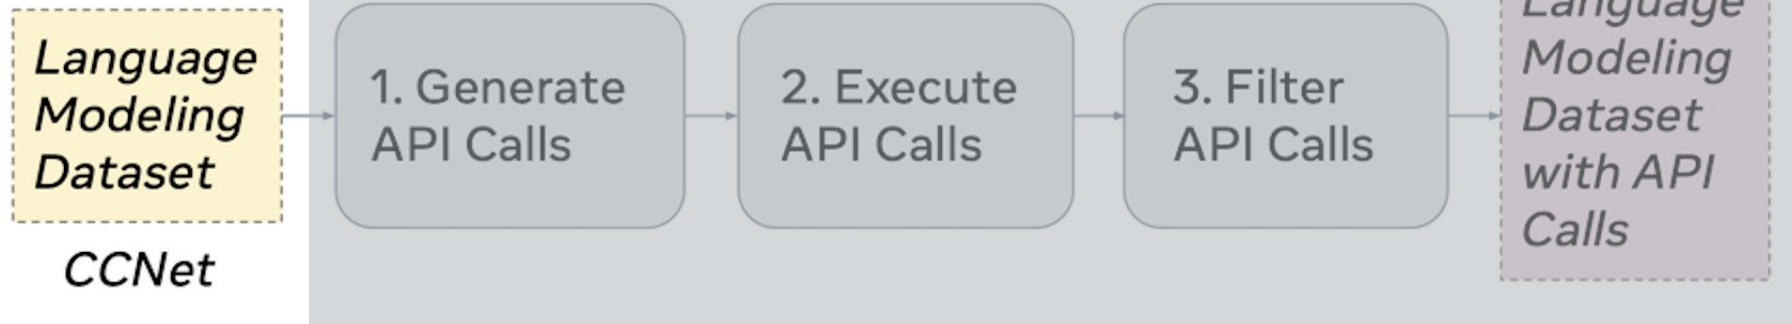 Language
Modeling
Dataset
CCNet
1. Generate
API Calls
2. Execute
API Calls
3. Filter
API Calls
Language
Modeling
Dataset
with API
Calls